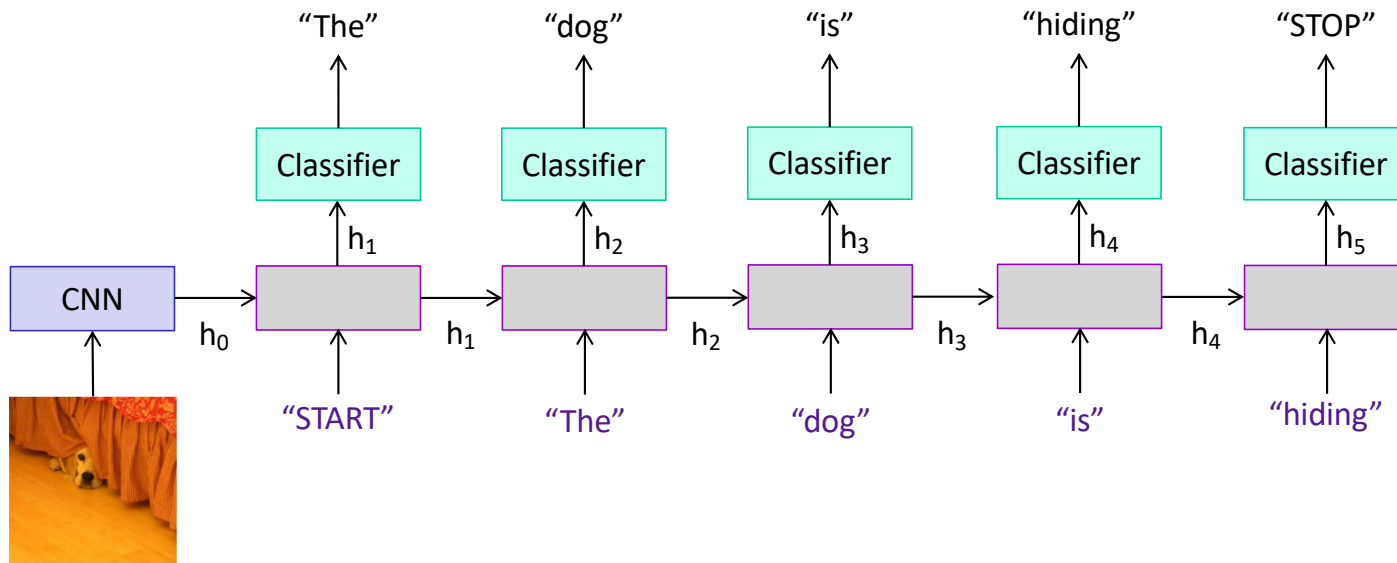 “The” “dog” “is” “hiding” “STOP”
Classifier Classifier Classifier Classifier Classifier
h₁ h₂ h₃ h₄ h₅
CNN
h₀ h₁ h₂ h₃ h₄
“START” “The” “dog” “is” “hiding”